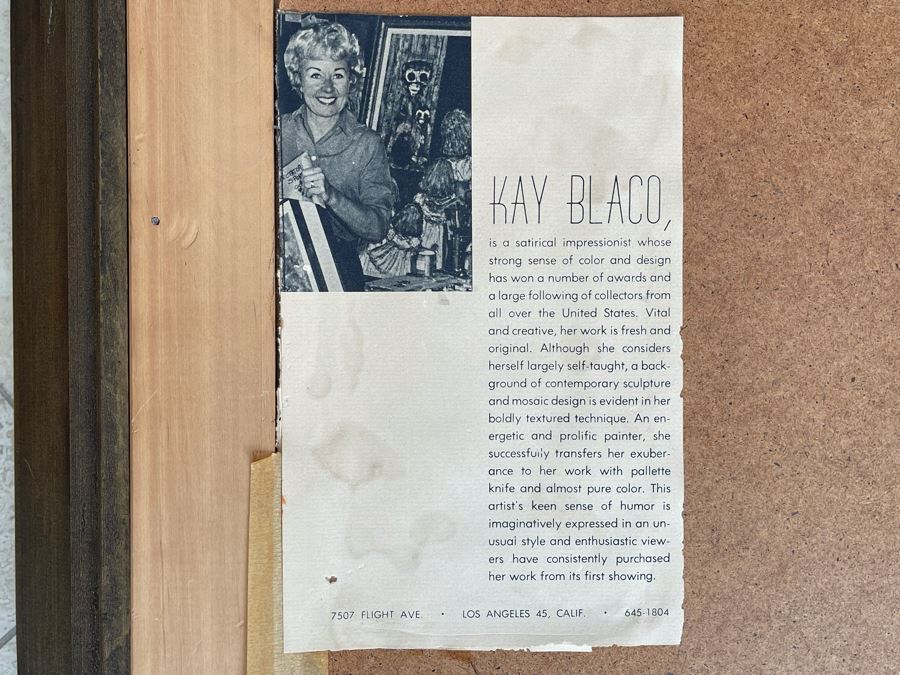 KAY BLACO,
is a satirical impressionist whose
strong sense of color and design
has won a number of awards and
a large following of collectors from
all over the United States. Vital
and creative, her work is fresh and
original. Although she considers
herself largely self-taught, a back-
ground of contemporary sculpture
and mosaic design is evident in her
boldly textured technique. An en-
ergetic and prolific painter, she
successfully transfers her exuber-
ance to her work with pallette
knife and almost pure color. This
artist's keen sense of humor is
imaginatively expressed in an un-
usual style and enthusiastic view-
ers have consistently purchased
her work from its first showing.
7507 FLIGHT AVE. • LOS ANGELES 45, CALIF. • 645-1804